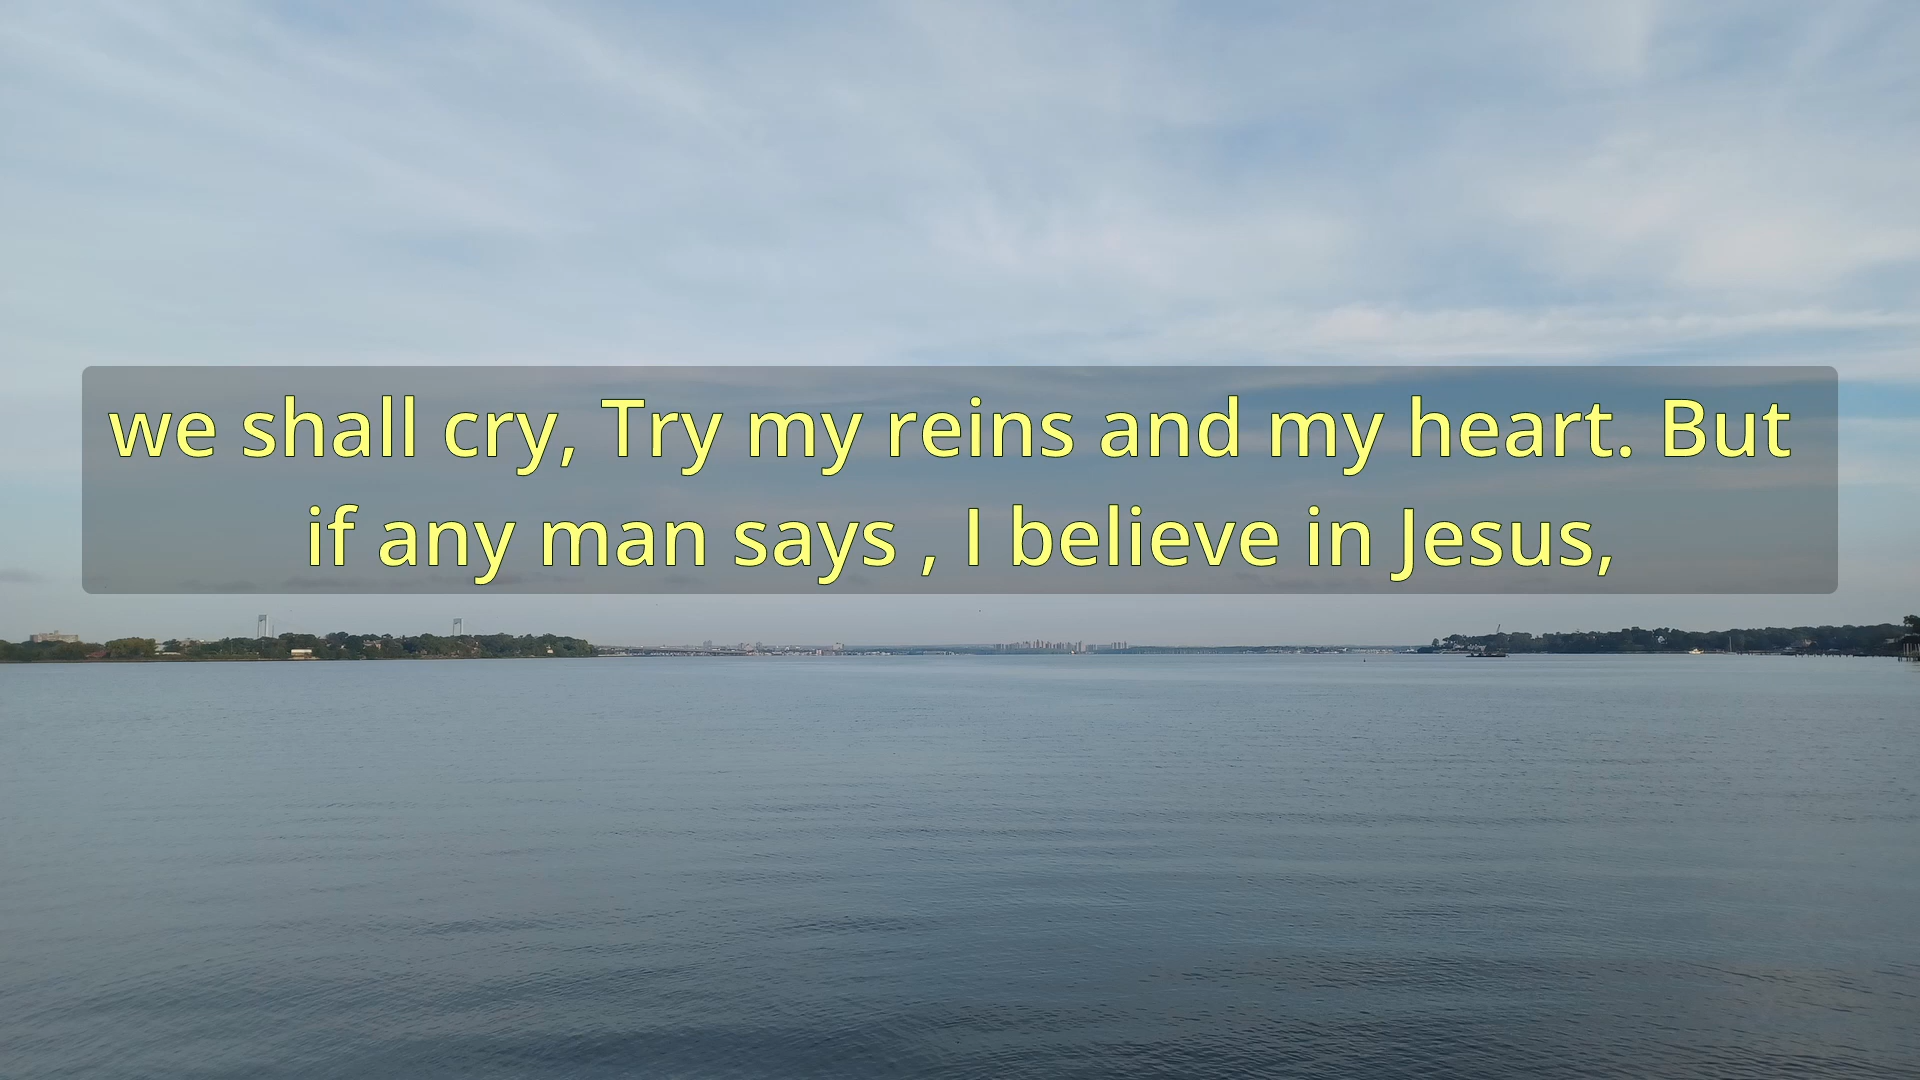 we shall cry, Try my reins and my heart. But
if any man says , I believe in Jesus,